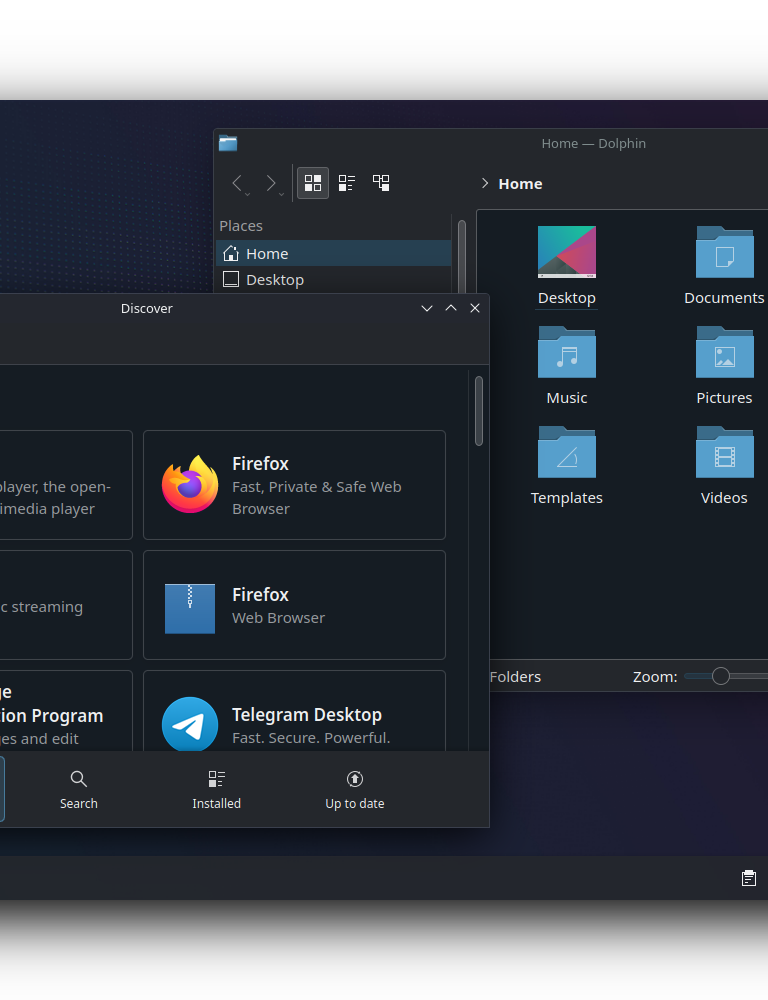 Home — Dolphin
Home
Places
Home
Desktop
Desktop
Documents
Music
Pictures
Templates
Videos
Folders
Zoom:
Discover
player, the open-
imedia player
Firefox
Fast, Private & Safe Web
Browser
c streaming
Firefox
Web Browser
ge
tion Program
ges and edit
Telegram Desktop
Fast. Secure. Powerful.
Search
Installed
Up to date